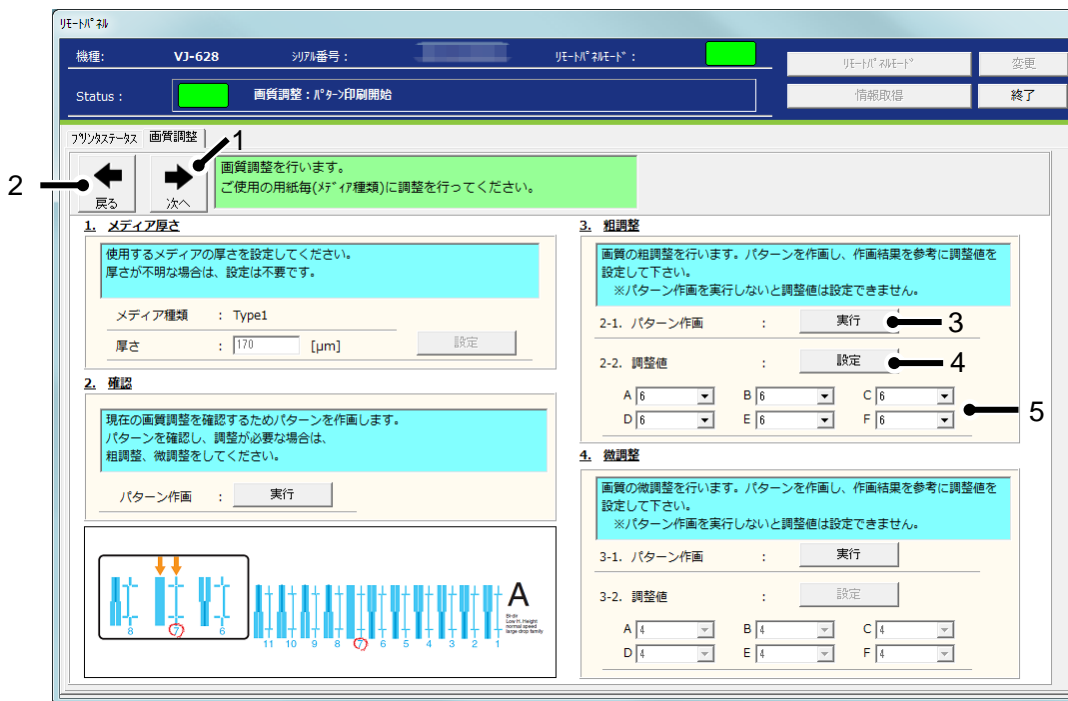 ﾘﾓｰﾄﾊﾟﾈﾙ
機種: VJ-628 ｼﾘｱﾙ番号： ﾘﾓｰﾄﾊﾟﾈﾙﾓｰﾄﾞ：
ﾘﾓｰﾄﾊﾟﾈﾙﾓｰﾄﾞ 変更
Status： 画質調整：ﾊﾟﾀｰﾝ印刷開始
情報取得 終了
ﾌﾟﾘﾝﾀｽﾃｰﾀｽ 画質調整 1
2
戻る 次へ
画質調整を行います。
ご使用の用紙毎(ﾒﾃﾞｨｱ種類)に調整を行ってください。
1. メディア厚さ
使用するメディアの厚さを設定してください。
厚さが不明な場合は、設定は不要です。
メディア種類 ： Type1
厚さ ： 170 [μm] 設定
2. 確認
現在の画質調整を確認するためパターンを作画します。
パターンを確認し、調整が必要な場合は、
粗調整、微調整をしてください。
パターン作画 ： 実行
8 7 6
11 10 9 8 7 6 5 4 3 2 1
A
Bi-dir
Low H. Height
normal speed
large drop family
3. 粗調整
画質の粗調整を行います。パターンを作画し、作画結果を参考に調整値を
設定して下さい。
※パターン作画を実行しないと調整値は設定できません。
2-1. パターン作画 ： 実行 3
2-2. 調整値 ： 設定 4
A 6 B 6 C 6
D 6 E 6 F 6
5
4. 微調整
画質の微調整を行います。パターンを作画し、作画結果を参考に調整値を
設定して下さい。
※パターン作画を実行しないと調整値は設定できません。
3-1. パターン作画 ： 実行
3-2. 調整値 ： 設定
A 4 B 4 C 4
D 4 E 4 F 4